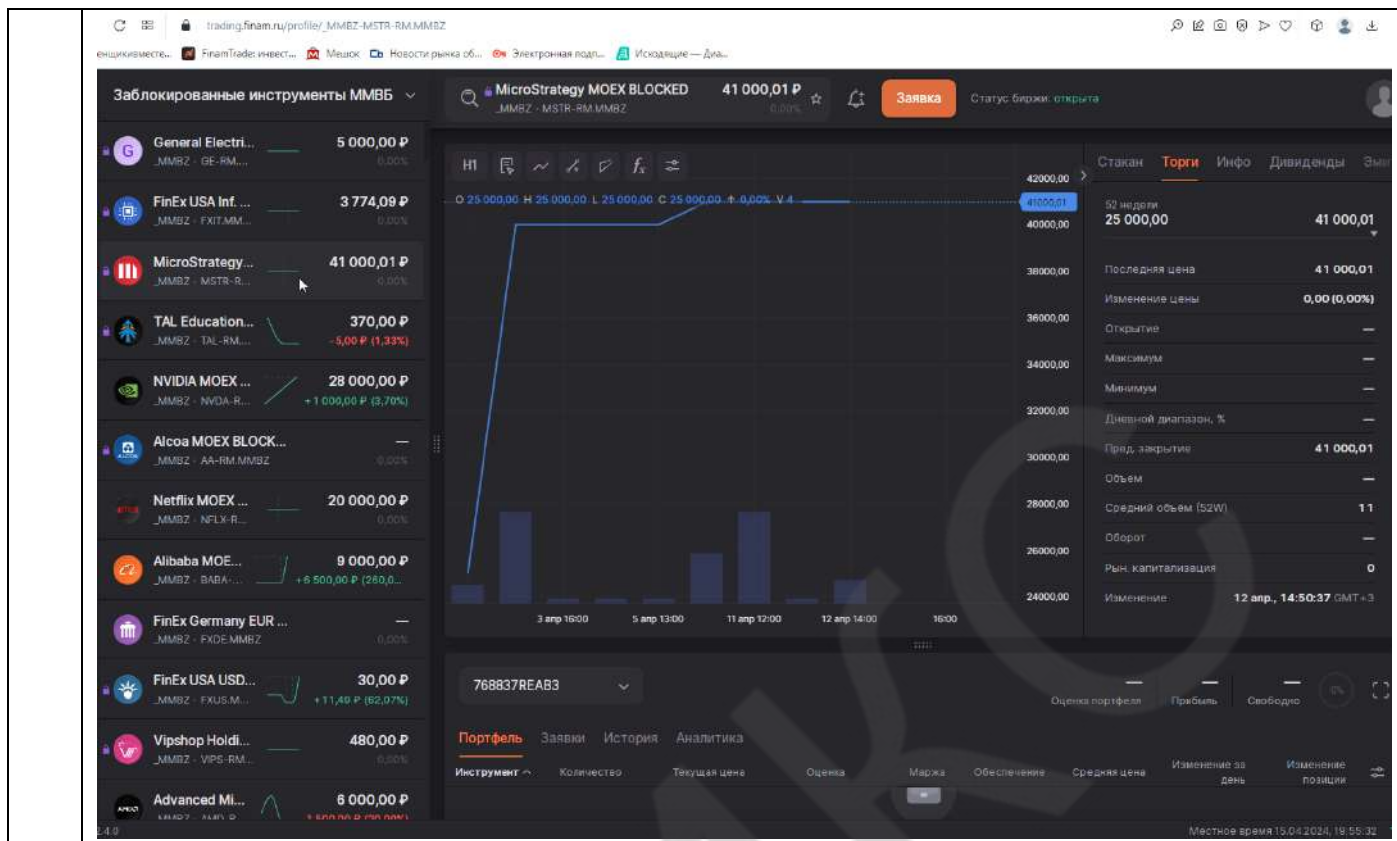 trading.finam.ru/profile/_MMBZ-MSTR-RM.MMBZ
енщикивместе... FinamTrade: инвест... Мешок Новости рынка об... Электронная подп... Исходящие — Диа...
Заблокированные инструменты ММВБ
MicroStrategy MOEX BLOCKED 41 000,01 ₽
_MMBZ · MSTR-RM.MMBZ 0,00%
Заявка
Статус биржи: открыта
General Electri... 5 000,00 ₽
_MMBZ · GE-RM.... 0,00%
FinEx USA Inf. ... 3 774,09 ₽
_MMBZ · FXIT.MM... 0,00%
MicroStrategy... 41 000,01 ₽
_MMBZ · MSTR-R... 0,00%
TAL Education... 370,00 ₽
_MMBZ · TAL-RM.... -5,00 ₽ (1,33%)
NVIDIA MOEX ... 28 000,00 ₽
_MMBZ · NVDA-R... +1 000,00 ₽ (3,70%)
Alcoa MOEX BLOCK... —
_MMBZ · AA-RM.MMBZ 0,00%
Netflix MOEX ... 20 000,00 ₽
_MMBZ · NFLX-R... 0,00%
Alibaba MOE... 9 000,00 ₽
_MMBZ · BABA-... +6 500,00 ₽ (260,0...
FinEx Germany EUR ... —
_MMBZ · FXDE.MMBZ 0,00%
FinEx USA USD... 30,00 ₽
_MMBZ · FXUS.M... +11,49 ₽ (62,07%)
Vipshop Holdi... 480,00 ₽
_MMBZ · VIPS-RM... 0,00%
Advanced Mi... 6 000,00 ₽
H1
O 25 000,00 H 25 000,00 L 25 000,00 C 25 000,00 + 0,00% V 4
42000,00
41000,01
40000,00
38000,00
36000,00
34000,00
32000,00
30000,00
28000,00
26000,00
24000,00
3 апр 16:00 5 апр 13:00 11 апр 12:00 12 апр 14:00 16:00
Стакан Торги Инфо Дивиденды Эми
52 недели
25 000,00 41 000,01
Последняя цена 41 000,01
Изменение цены 0,00 (0,00%)
Открытие —
Максимум —
Минимум —
Дневной диапазон, % —
Пред. закрытие 41 000,01
Объем —
Средний объем (52W) 11
Оборот —
Рын. капитализация 0
Изменение 12 апр., 14:50:37 GMT+3
768837REAB3
— — — 0%
Оценка портфеля Прибыль Свободно
Портфель Заявки История Аналитика
Инструмент Количество Текущая цена Оценка Маржа Обеспечение Средняя цена Изменение за день Изменение позиции
2.4.0
Местное время 15.04.2024, 19:55:32